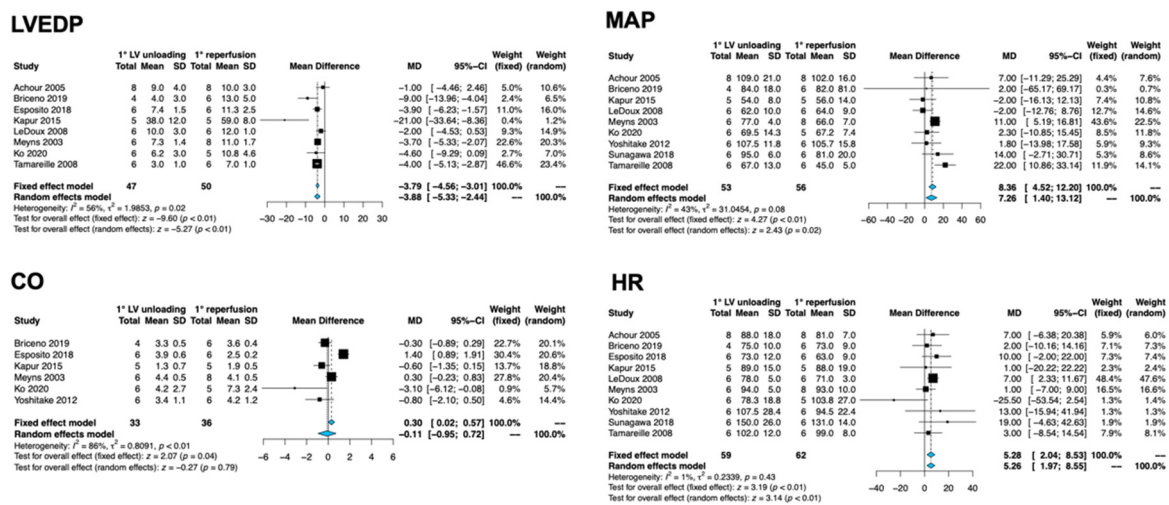 LVEDP
1° LV unloading 1° reperfusion Weight Weight
Study Total Mean SD Total Mean SD Mean Difference MD 95%-CI (fixed) (random)
Achour 2005 8 9.0 4.0 8 10.0 3.0 -1.00 [ -4.46; 2.46] 5.0% 10.6%
Briceno 2019 4 4.0 3.0 6 13.0 5.0 -9.00 [-13.96; -4.04] 2.4% 6.5%
Esposito 2018 6 7.4 1.5 6 11.3 2.5 -3.90 [ -6.23; -1.57] 11.0% 17.1%
Kapur 2015 5 38.0 12.0 5 59.0 8.0 -21.00 [-33.64; -8.36] 0.4% 1.2%
LeDoux 2008 6 10.0 3.0 6 12.0 1.0 -2.00 [ -4.53; 0.53] 9.3% 14.9%
Meyns 2003 6 7.3 1.4 8 11.0 1.7 -3.70 [ -5.33; -2.07] 22.6% 20.3%
Ko 2020 6 6.2 3.0 5 10.8 4.6 -4.60 [ -9.29; 0.09] 2.7% 7.0%
Tamareille 2008 6 3.0 1.0 6 7.0 1.0 -4.00 [ -5.13; -2.87] 46.6% 23.4%
Fixed effect model 47 50 -3.79 [ -4.56; -3.01] 100.0% ---
Random effects model -3.88 [ -5.33; -2.44] --- 100.0%
Heterogeneity: I² = 56%, τ² = 1.9853, p = 0.02
Test for overall effect (fixed effect): z = -9.60 (p < 0.01)
Test for overall effect (random effects): z = -5.27 (p < 0.01)
-30 -20 -10 0 10 20 30
MAP
1° LV unloading 1° reperfusion Weight Weight
Study Total Mean SD Total Mean SD Mean Difference MD 95%-CI (fixed) (random)
Achour 2005 8 109.0 21.0 8 102.0 16.0 7.00 [-11.29; 25.29] 4.4% 7.6%
Briceno 2019 4 84.0 18.0 6 82.0 81.0 2.00 [-65.17; 69.17] 0.3% 0.7%
Kapur 2015 5 54.0 8.0 5 56.0 14.0 -2.00 [-16.13; 12.13] 7.4% 10.8%
LeDoux 2008 6 62.0 10.0 6 64.0 9.0 -2.00 [-12.76; 8.76] 12.7% 15.1%
Meyns 2003 6 77.0 4.0 8 66.0 7.0 11.00 [ 5.19; 16.81] 43.6% 22.5%
Ko 2020 6 69.5 14.3 5 67.2 7.4 2.30 [-10.85; 15.45] 8.5% 11.8%
Yoshitake 2012 6 107.5 11.8 6 105.7 15.8 1.80 [-13.98; 17.58] 5.9% 9.3%
Sunagawa 2018 6 95.0 6.0 6 81.0 20.0 14.00 [ -2.71; 30.71] 5.3% 8.6%
Tamareille 2008 6 67.0 13.0 6 45.0 5.0 22.00 [ 10.86; 33.14] 11.9% 14.1%
Fixed effect model 53 56 8.36 [ 4.52; 12.20] 100.0% ---
Random effects model 7.26 [ 1.40; 13.12] --- 100.0%
Heterogeneity: I² = 43%, τ² = 31.0454, p = 0.08
Test for overall effect (fixed effect): z = 4.27 (p < 0.01)
Test for overall effect (random effects): z = 2.43 (p = 0.02)
-60 -40 -20 0 20 40 60
CO
1° LV unloading 1° reperfusion Weight Weight
Study Total Mean SD Total Mean SD Mean Difference MD 95%-CI (fixed) (random)
Briceno 2019 4 3.3 0.5 6 3.6 0.4 -0.30 [-0.89; 0.29] 22.7% 20.1%
Esposito 2018 6 3.9 0.6 6 2.5 0.2 1.40 [ 0.89; 1.91] 30.4% 20.6%
Kapur 2015 5 1.3 0.7 5 1.9 0.5 -0.60 [-1.35; 0.15] 13.7% 18.8%
Meyns 2003 6 4.4 0.5 8 4.1 0.5 0.30 [-0.23; 0.83] 27.8% 20.4%
Ko 2020 6 4.2 2.7 5 7.3 2.4 -3.10 [-6.12; -0.08] 0.9% 5.7%
Yoshitake 2012 6 3.4 1.1 6 4.2 1.2 -0.80 [-2.10; 0.50] 4.6% 14.4%
Fixed effect model 33 36 0.30 [ 0.02; 0.57] 100.0% ---
Random effects model -0.11 [-0.95; 0.72] --- 100.0%
Heterogeneity: I² = 86%, τ² = 0.8091, p < 0.01
Test for overall effect (fixed effect): z = 2.07 (p = 0.04)
Test for overall effect (random effects): z = -0.27 (p = 0.79)
-6 -4 -2 0 2 4 6
HR
1° LV unloading 1° reperfusion Weight Weight
Study Total Mean SD Total Mean SD Mean Difference MD 95%-CI (fixed) (random)
Achour 2005 8 88.0 18.0 8 81.0 7.0 7.00 [ -6.38; 20.38] 5.9% 6.0%
Briceno 2019 4 75.0 10.0 6 73.0 9.0 2.00 [-10.16; 14.16] 7.1% 7.3%
Esposito 2018 6 73.0 12.0 6 63.0 9.0 10.00 [ -2.00; 22.00] 7.3% 7.4%
Kapur 2015 5 89.0 15.0 5 88.0 19.0 1.00 [-20.22; 22.22] 2.3% 2.4%
LeDoux 2008 6 78.0 5.0 6 71.0 3.0 7.00 [ 2.33; 11.67] 48.4% 47.6%
Meyns 2003 6 94.0 5.0 8 93.0 10.0 1.00 [ -7.00; 9.00] 16.5% 16.6%
Ko 2020 6 78.3 18.8 5 103.8 27.0 -25.50 [-53.54; 2.54] 1.3% 1.4%
Yoshitake 2012 6 107.5 28.4 6 94.5 22.4 13.00 [-15.94; 41.94] 1.3% 1.3%
Sunagawa 2018 6 150.0 26.0 6 131.0 14.0 19.00 [ -4.63; 42.63] 1.9% 1.9%
Tamareille 2008 6 102.0 12.0 6 99.0 8.0 3.00 [ -8.54; 14.54] 7.9% 8.1%
Fixed effect model 59 62 5.28 [ 2.04; 8.53] 100.0% ---
Random effects model 5.26 [ 1.97; 8.55] --- 100.0%
Heterogeneity: I² = 1%, τ² = 0.2339, p = 0.43
Test for overall effect (fixed effect): z = 3.19 (p < 0.01)
Test for overall effect (random effects): z = 3.14 (p < 0.01)
-40 -20 0 20 40